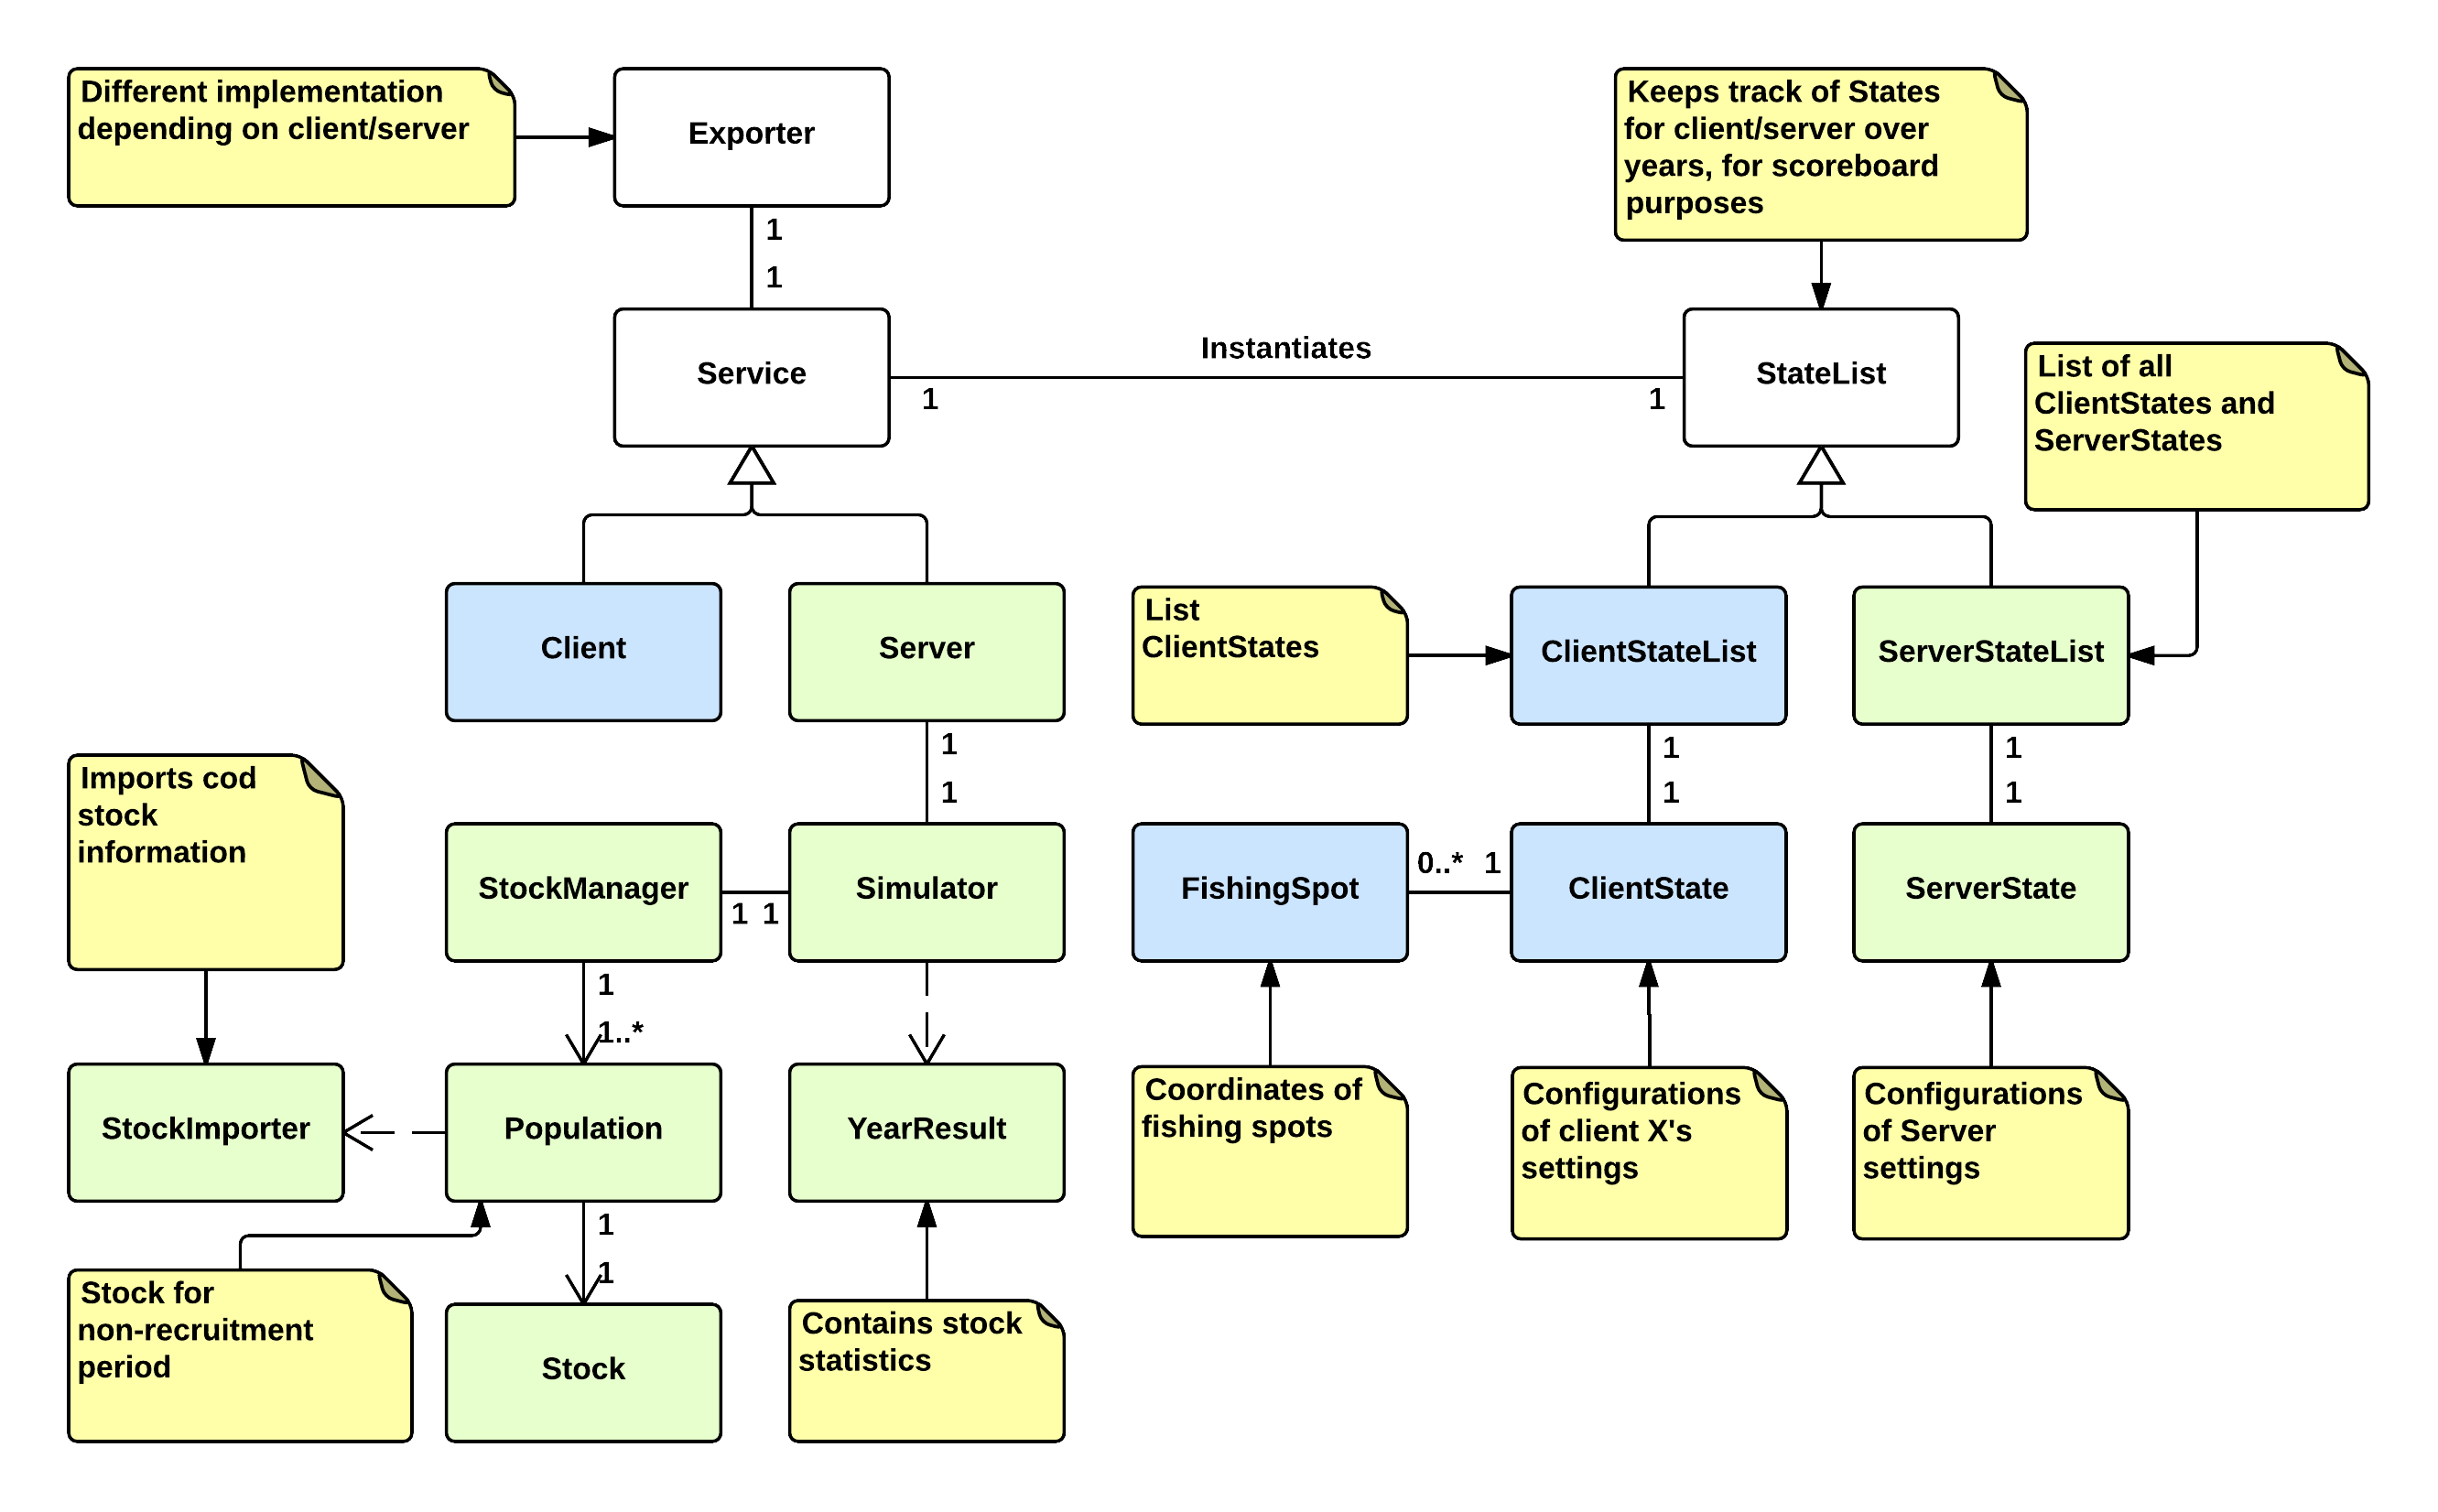 Different implementation
depending on client/server
Exporter
Keeps track of States
for client/server over
years, for scoreboard
purposes
1
1
Service
Instantiates
1
1
StateList
List of all
ClientStates and
ServerStates
Client
Server
List
ClientStates
ClientStateList
ServerStateList
1
1
1
1
1
1
Imports cod
stock
information
StockManager
1 1
Simulator
FishingSpot
0..* 1
ClientState
ServerState
1
1..*
StockImporter
Population
YearResult
Coordinates of
fishing spots
Configurations
of client X's
settings
Configurations
of Server
settings
1
1
Stock for
non-recruitment
period
Stock
Contains stock
statistics